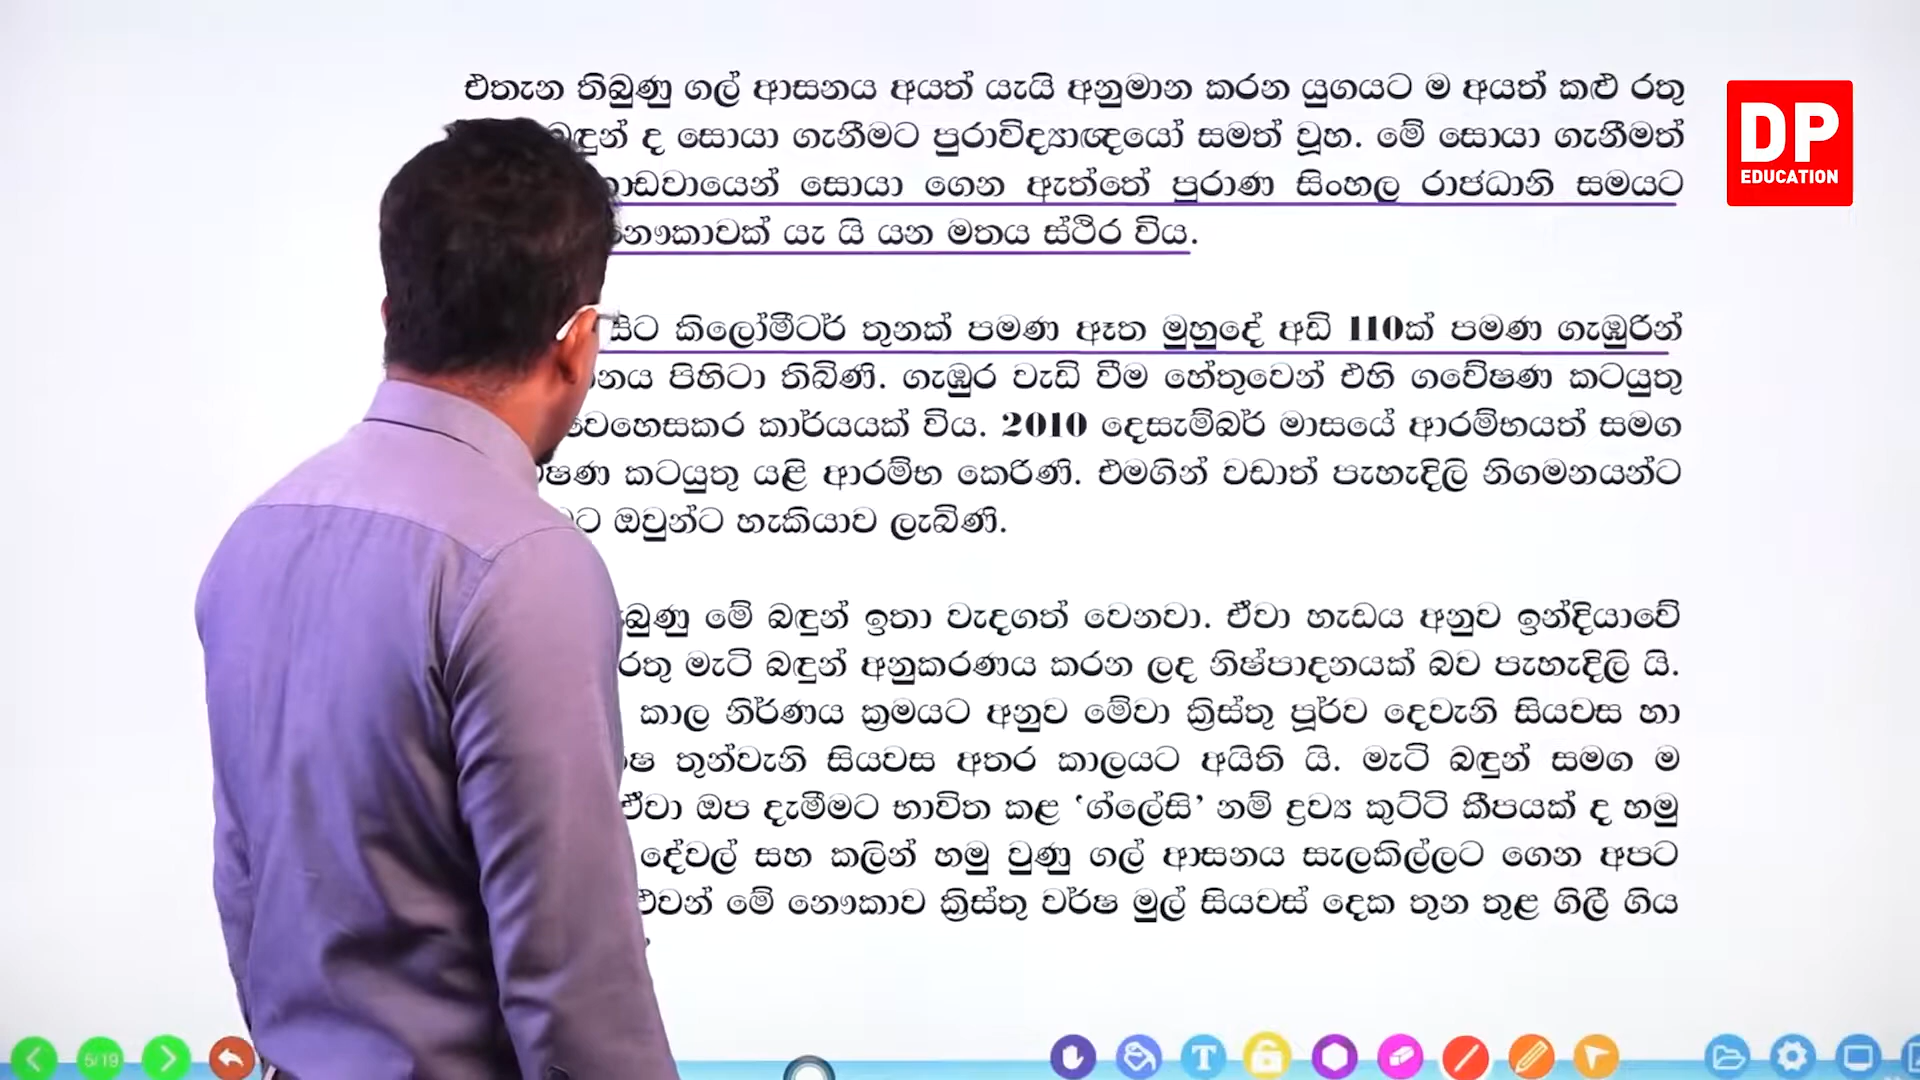 එතැන තිබුණු ගල් ආසනය අයත් යැයි අනුමාන කරන යුගයට ම අයත් කළු රතු
ද සොයා ගැනීමට පුරාවිද්‍යාඥයෝ සමත් වූහ. මේ සොයා ගැනීමත්
සොයා ගෙන ඇත්තේ පුරාණ සිංහල රාජධානි සමයට
යැ යි යන මතය ස්ථිර විය.
සිට කිලෝමීටර් තුනක් පමණ ඈත මුහුදේ අඩි 110ක් පමණ ගැඹුරින්
පිහිටා තිබිණි. ගැඹුර වැඩි වීම හේතුවෙන් එහි ගවේෂණ කටයුතු
කාර්යයක් විය. 2010 දෙසැම්බර් මාසයේ ආරම්භයත් සමග
කටයුතු යළි ආරම්භ කෙරිණි. එමගින් වඩාත් පැහැදිලි නිගමනයන්ට
ඔවුන්ට හැකියාව ලැබිණි.
මේ බඳුන් ඉතා වැදගත් වෙනවා. ඒවා හැඩය අනුව ඉන්දියාවේ
රතු මැටි බඳුන් අනුකරණය කරන ලද නිෂ්පාදනයක් බව පැහැදිලි යි.
කාල නිර්ණය ක්‍රමයට අනුව මේවා ක්‍රිස්තු පූර්ව දෙවැනි සියවස හා
තුන්වැනි සියවස අතර කාලයට අයිති යි. මැටි බඳුන් සමග ම
ඒවා ඔප දැමීමට භාවිත කළ ‘ග්ලේසි’ නම් ද්‍රව්‍ය කුට්ටි කීපයක් ද හමු
දේවල් සහ කලින් හමු වුණු ගල් ආසනය සැලකිල්ලට ගෙන අපට
මේ නෞකාව ක්‍රිස්තු වර්ෂ මුල් සියවස් දෙක තුන තුළ ගිලී ගිය
DP
EDUCATION
5/19